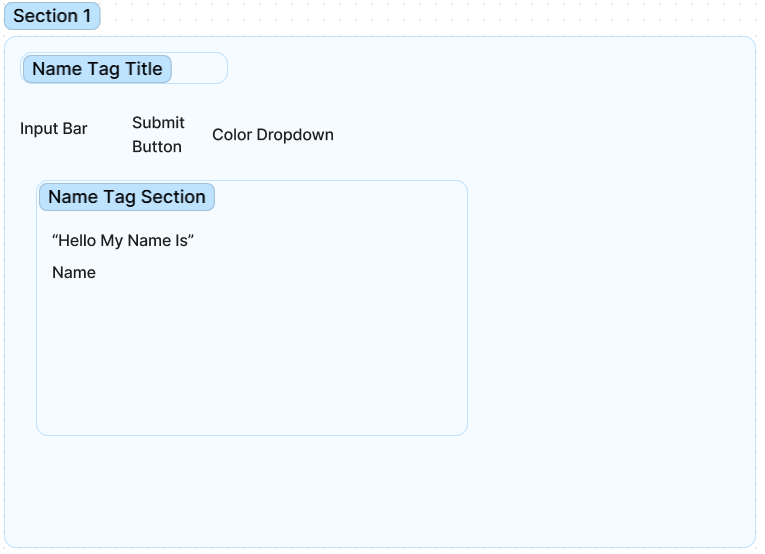 Section 1
Name Tag Title
Input Bar
Submit
Button
Color Dropdown
Name Tag Section
“Hello My Name Is”
Name